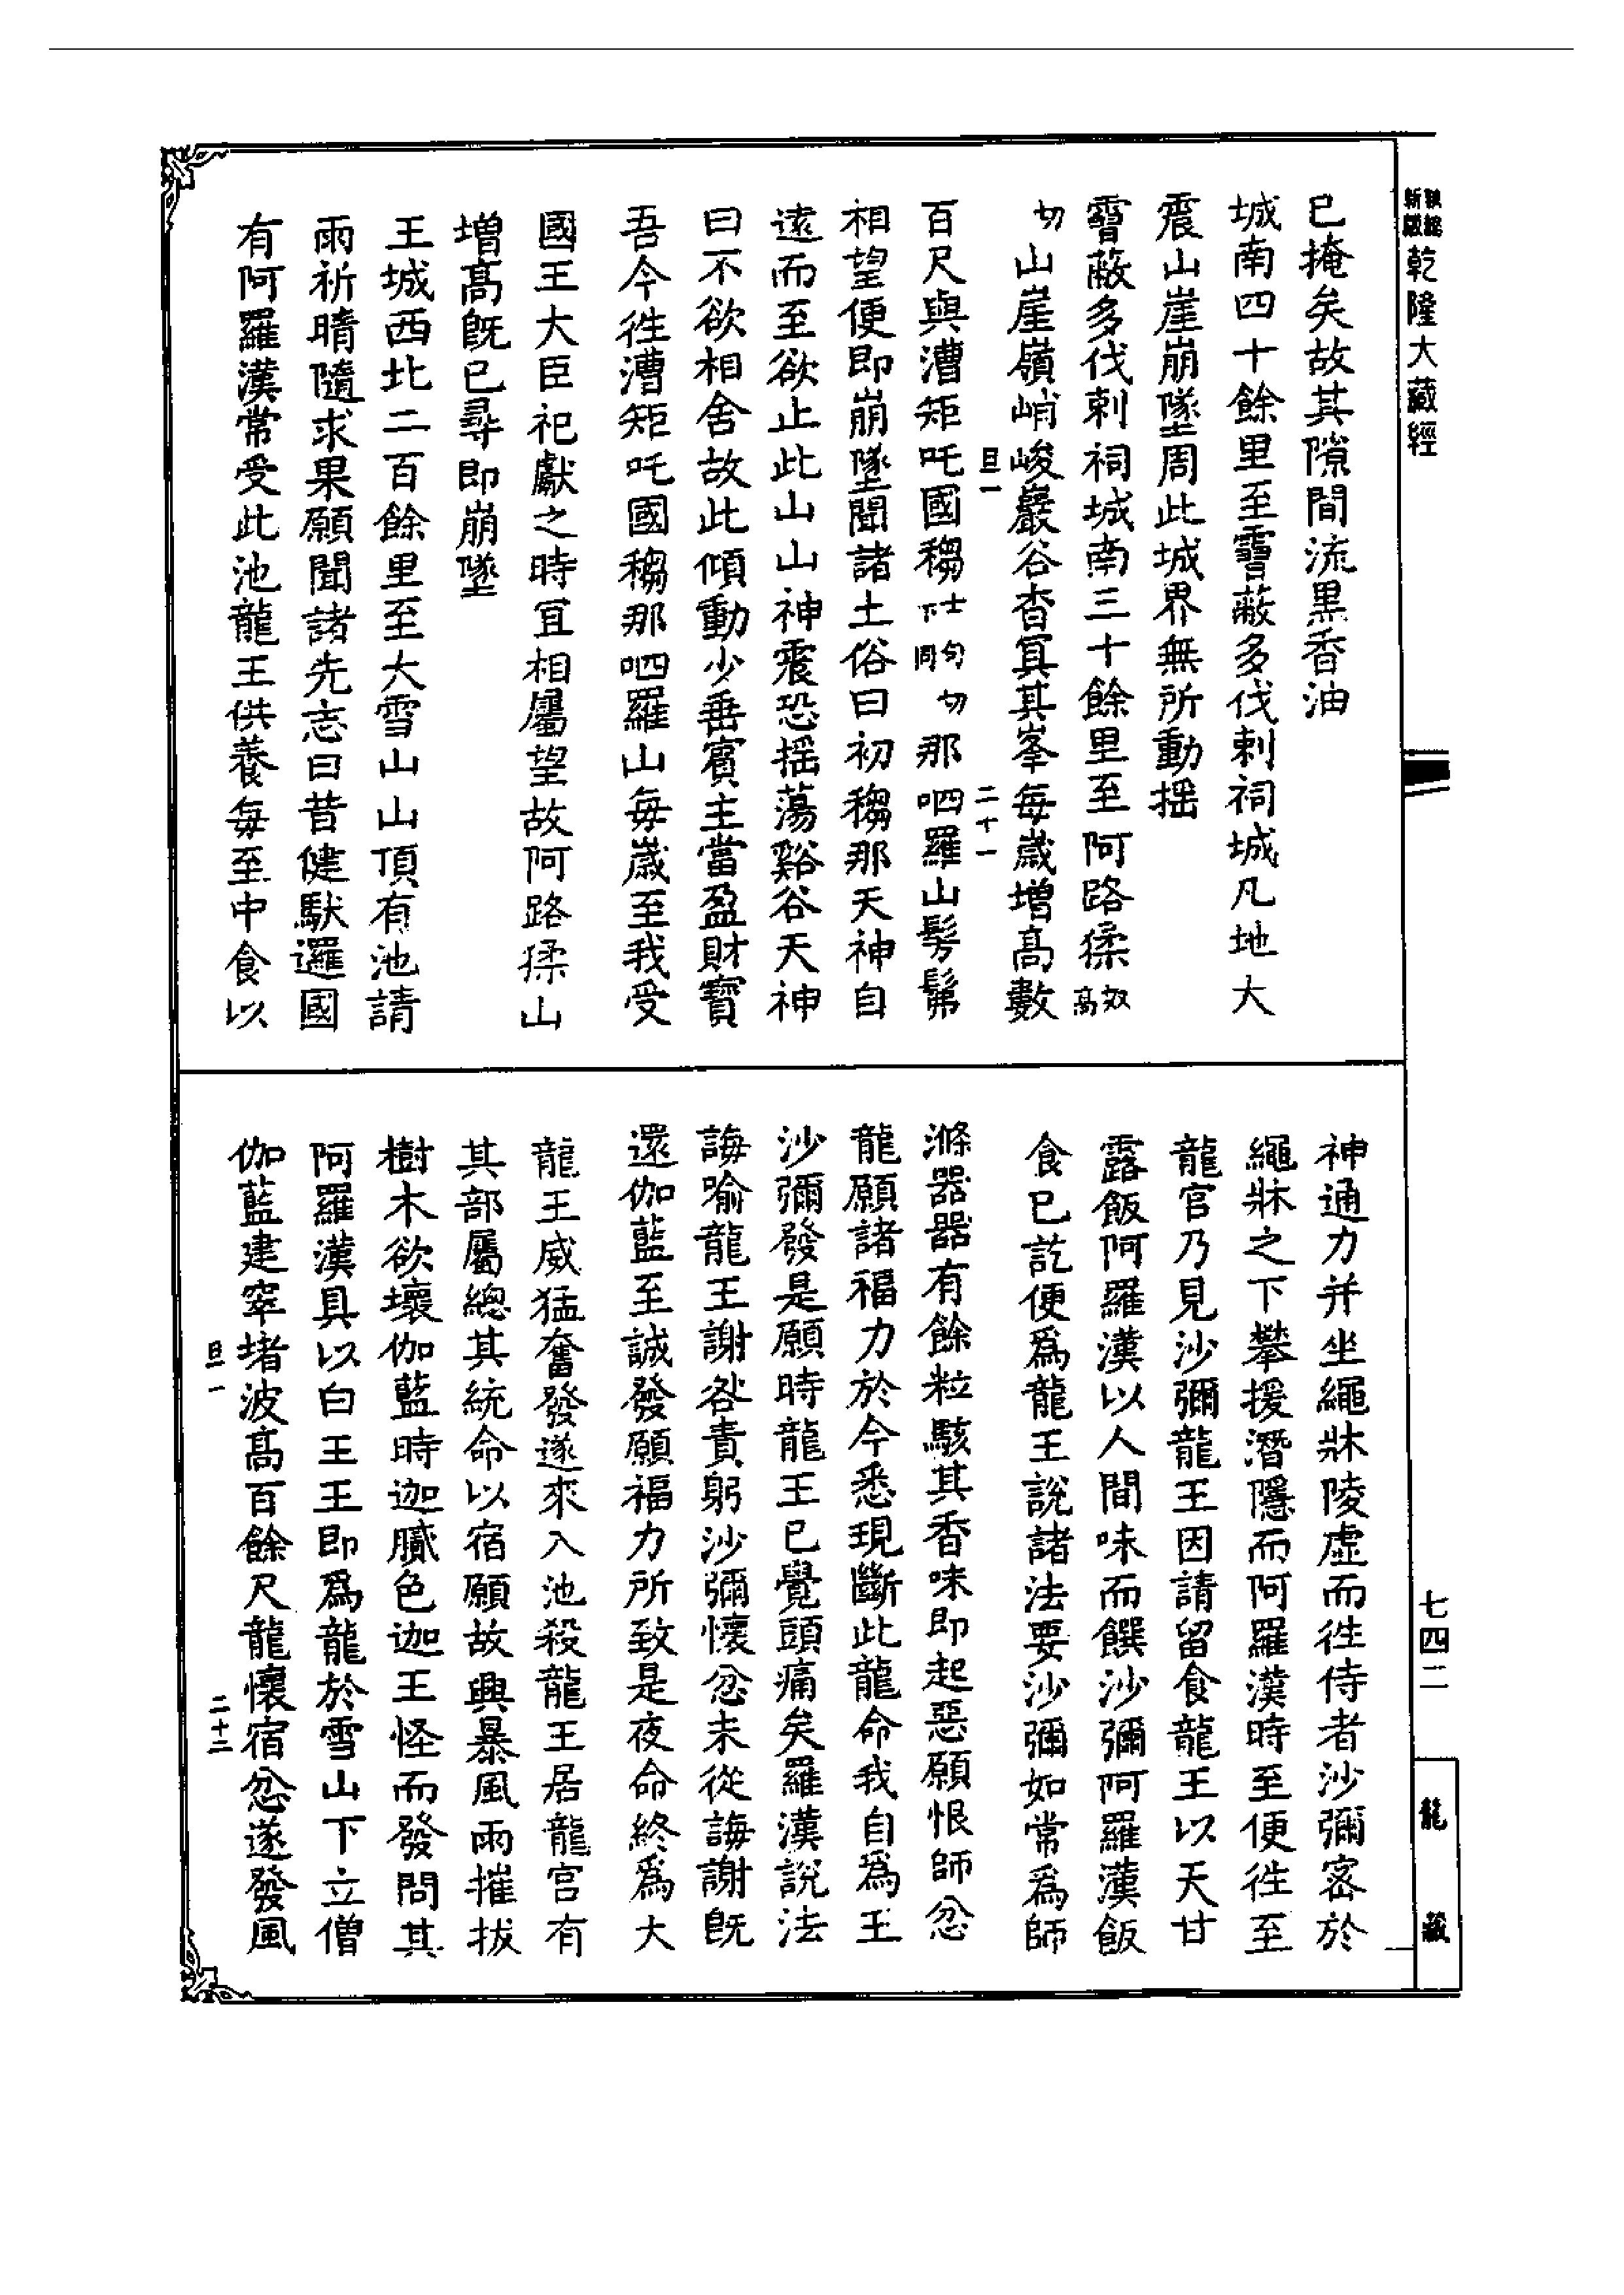 乾隆大藏經
已掩矣故其隙間流黑香油
城南四十餘里至霫蔽多伐剌祠城凡地大
震山崖崩墜周此城界無所動搖
霫蔽多伐剌祠城南三十餘里至阿路猱奴高
切山崖嶺峭峻巖谷杳冥其峯每歲增高數
旦一
二十一
百尺與漕矩吒國䅳士句切下同那呬羅山髣髴
相望便即崩墜聞諸土俗曰初䅳那天神自
遠而至欲止此山山神震恐搖蕩谿谷天神
曰不欲相舍故此傾動少垂賓主當盈財寶
吾今往漕矩吒國䅳那呬羅山每歲至我受
國王大臣祀獻之時宜相屬望故阿路猱山
增高既已尋即崩墜
王城西北二百餘里至大雪山山頂有池請
雨祈晴隨求果願聞諸先志曰昔健馱邏國
有阿羅漢常受此池龍王供養每至中食以
神通力并坐繩牀陵虛而往侍者沙彌密於
繩牀之下攀援潛隱而阿羅漢時至便往至
龍宮乃見沙彌龍王因請留食龍王以天甘
露飯阿羅漢以人間味而饌沙彌阿羅漢飯
食已訖便爲龍王說諸法要沙彌如常爲師
滌器器有餘粒駭其香味即起惡願恨師忿
龍願諸福力於今悉現斷此龍命我自爲王
沙彌發是願時龍王已覺頭痛矣羅漢說法
誨喻龍王謝咎責躬沙彌懷忿未從誨謝既
還伽藍至誠發願福力所致是夜命終爲大
龍王威猛奮發遂來入池殺龍王居龍宮有
其部屬總其統命以宿願故興暴風雨摧拔
樹木欲壞伽藍時迦膩色迦王怪而發問其
阿羅漢具以白王王即爲龍於雪山下立僧
伽藍建窣堵波高百餘尺龍懷宿忿遂發風
旦一
二十二
七四二
龍藏